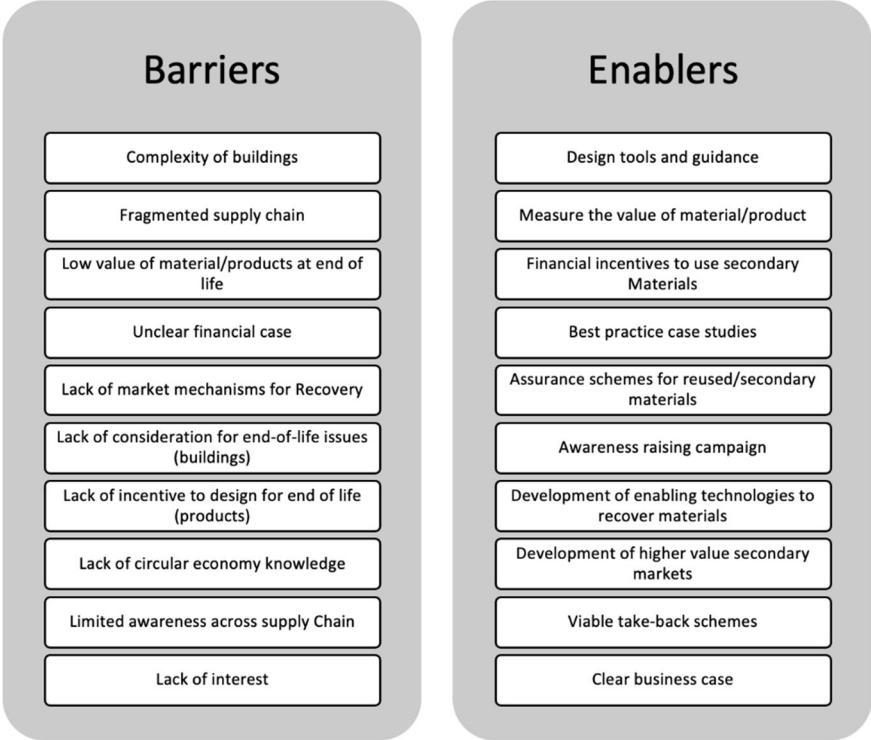 Barriers
Complexity of buildings
Fragmented supply chain
Low value of material/products at end of
life
Unclear financial case
Lack of market mechanisms for Recovery
Lack of consideration for end-of-life issues
(buildings)
Lack of incentive to design for end of life
(products)
Lack of circular economy knowledge
Limited awareness across supply Chain
Lack of interest
Enablers
Design tools and guidance
Measure the value of material/product
Financial incentives to use secondary
Materials
Best practice case studies
Assurance schemes for reused/secondary
materials
Awareness raising campaign
Development of enabling technologies to
recover materials
Development of higher value secondary
markets
Viable take-back schemes
Clear business case